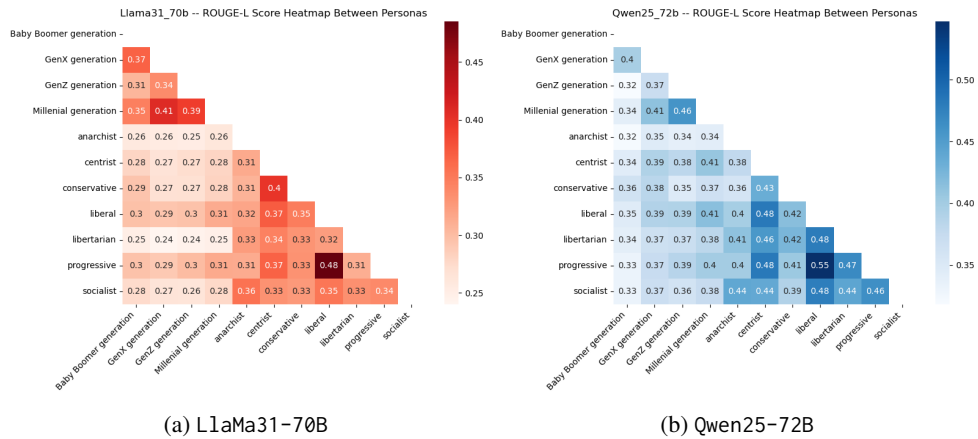 Llama31_70b -- ROUGE-L Score Heatmap Between Personas
Baby Boomer generation
GenX generation 0.37
GenZ generation 0.31 0.34
Millenial generation 0.35 0.41 0.39
anarchist 0.26 0.26 0.25 0.26
centrist 0.28 0.27 0.27 0.28 0.31
conservative 0.29 0.27 0.27 0.28 0.31 0.4
liberal 0.3 0.29 0.3 0.31 0.32 0.37 0.35
libertarian 0.25 0.24 0.24 0.25 0.33 0.34 0.33 0.32
progressive 0.3 0.29 0.3 0.31 0.31 0.37 0.33 0.48 0.31
socialist 0.28 0.27 0.26 0.28 0.36 0.33 0.33 0.35 0.33 0.34
Baby Boomer generation
GenX generation
GenZ generation
Millenial generation
anarchist
centrist
conservative
liberal
libertarian
progressive
socialist
0.45
0.40
0.35
0.30
0.25
(a) LlaMa31-70B
Qwen25_72b -- ROUGE-L Score Heatmap Between Personas
Baby Boomer generation
GenX generation 0.4
GenZ generation 0.32 0.37
Millenial generation 0.34 0.41 0.46
anarchist 0.32 0.35 0.34 0.34
centrist 0.34 0.39 0.38 0.41 0.38
conservative 0.36 0.38 0.35 0.37 0.36 0.43
liberal 0.35 0.39 0.39 0.41 0.4 0.48 0.42
libertarian 0.34 0.37 0.37 0.38 0.41 0.46 0.42 0.48
progressive 0.33 0.37 0.39 0.4 0.4 0.48 0.41 0.55 0.47
socialist 0.33 0.37 0.36 0.38 0.44 0.44 0.39 0.48 0.44 0.46
Baby Boomer generation
GenX generation
GenZ generation
Millenial generation
anarchist
centrist
conservative
liberal
libertarian
progressive
socialist
0.50
0.45
0.40
0.35
(b) Qwen25-72B